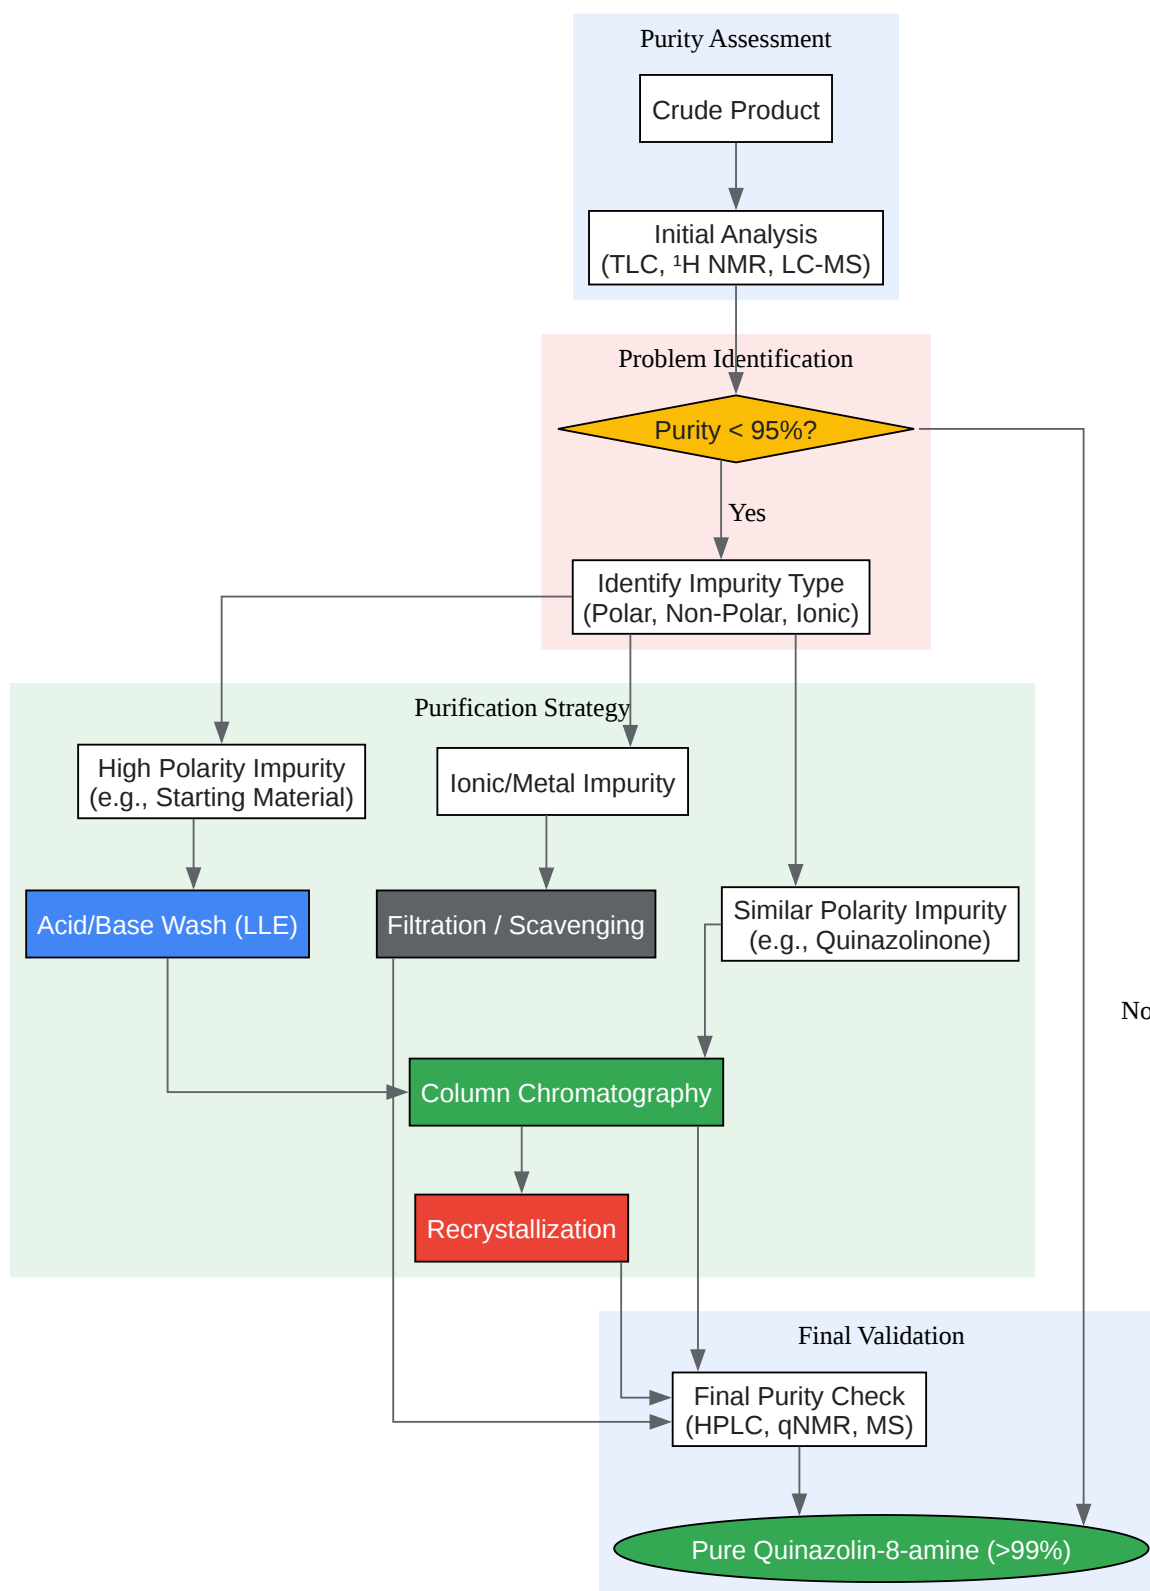 Purity Assessment
Crude Product
Initial Analysis
(TLC, ¹H NMR, LC-MS)
Problem Identification
Purity < 95%?
Yes
Identify Impurity Type
(Polar, Non-Polar, Ionic)
Purification Strategy
High Polarity Impurity
(e.g., Starting Material)
Ionic/Metal Impurity
Acid/Base Wash (LLE)
Filtration / Scavenging
Similar Polarity Impurity
(e.g., Quinazolinone)
No
Column Chromatography
Recrystallization
Final Validation
Final Purity Check
(HPLC, qNMR, MS)
Pure Quinazolin-8-amine (>99%)